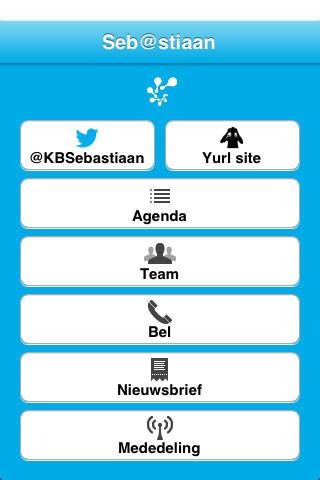 Seb@stiaan
@KBSebastiaan
Yurl site
Agenda
Team
Bel
Nieuwsbrief
Mededeling